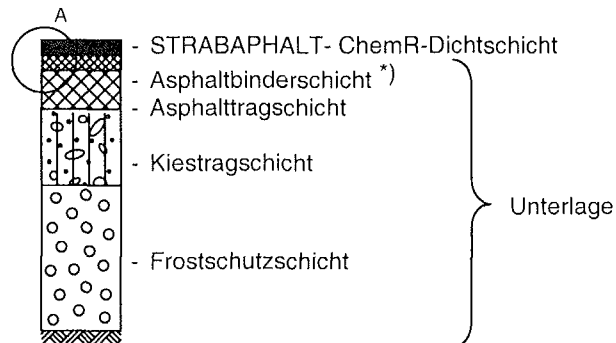 A
- STRABAPHALT- ChemR-Dichtschicht
- Asphaltbinderschicht *)
- Asphalttragschicht
- Kiestragschicht
Unterlage
- Frostschutzschicht